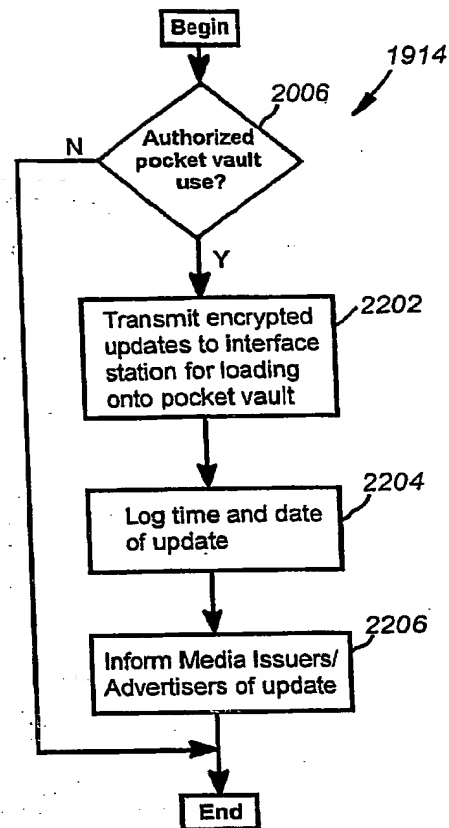 Begin
1914
2006
Authorized
pocket vault
use?
N
Y
2202
Transmit encrypted
updates to interface
station for loading
onto pocket vault
2204
Log time and date
of update
2206
Inform Media Issuers/
Advertisers of update
End